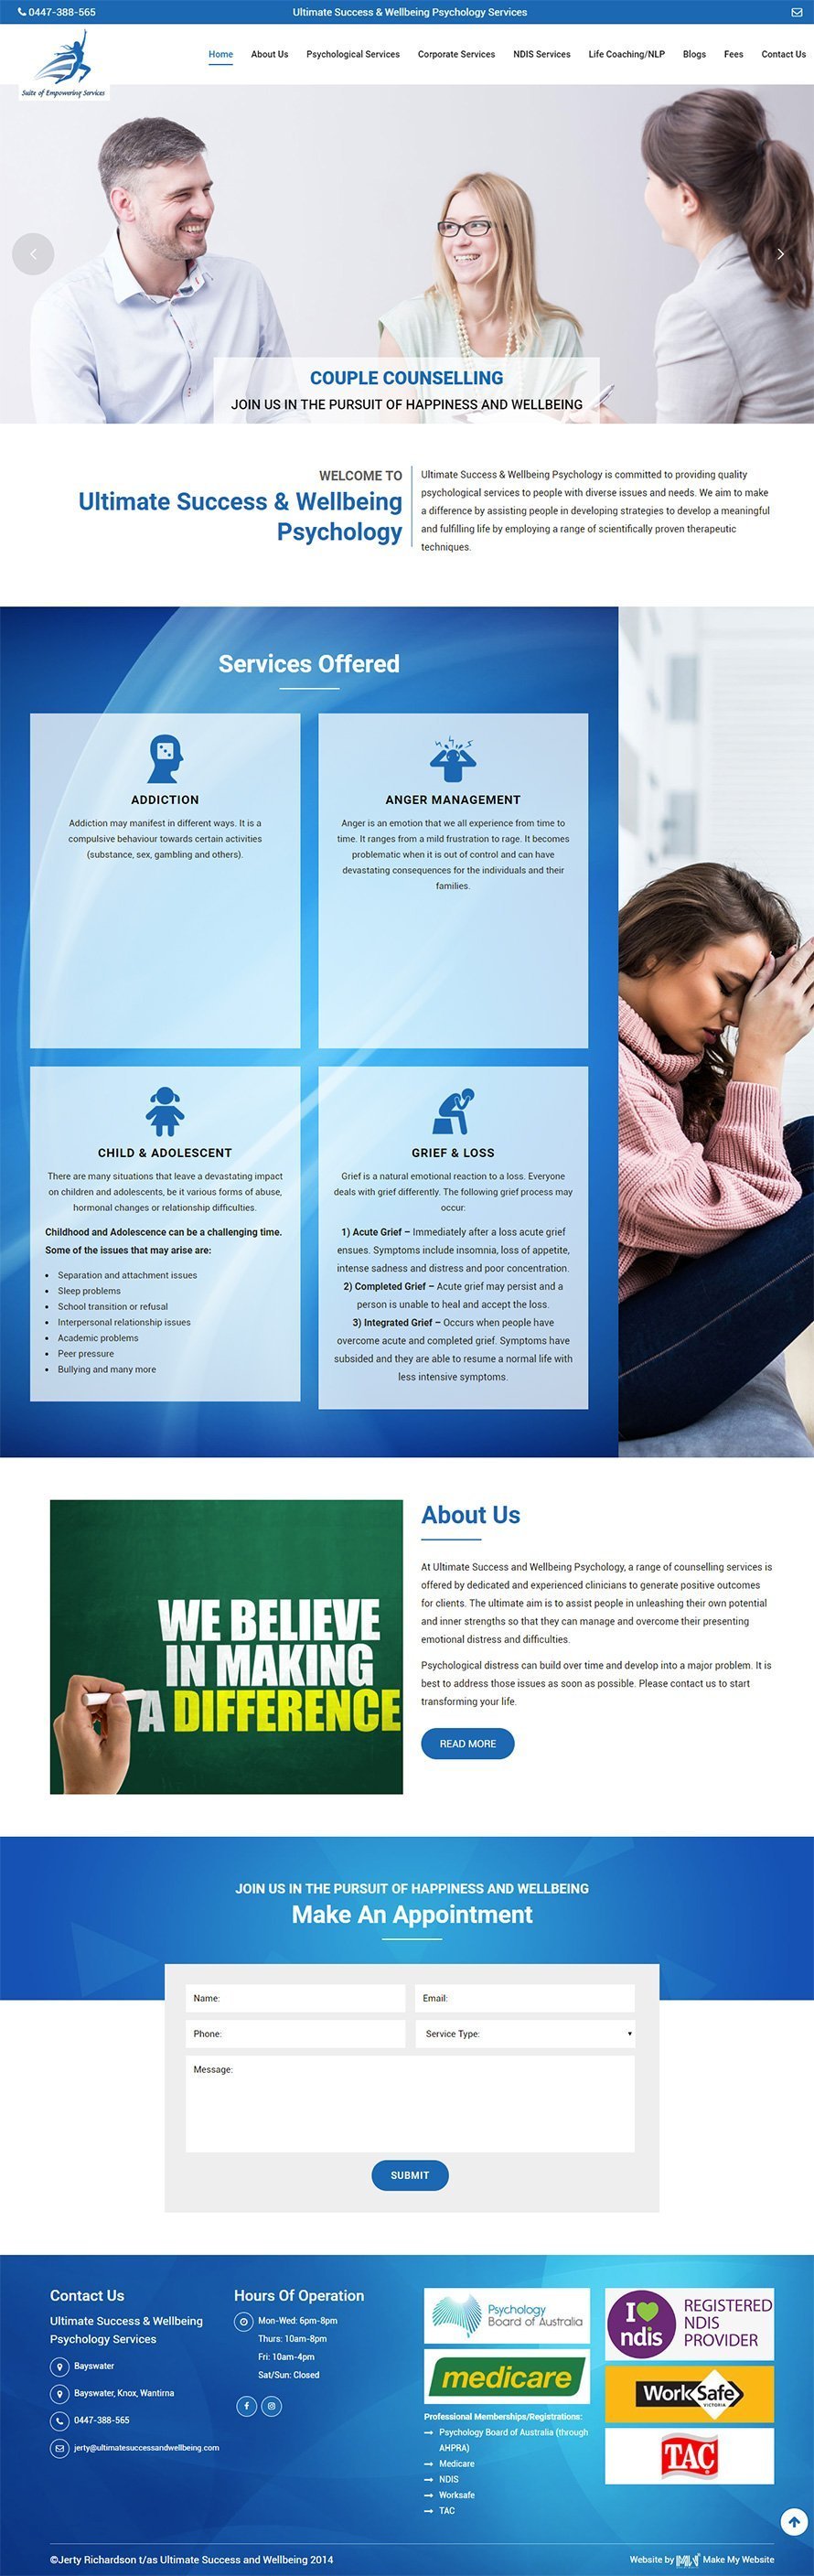 0447-388-565
Ultimate Success & Wellbeing Psychology Services
Suite of Empowering Services
Home About Us Psychological Services Corporate Services NDIS Services Life Coaching/NLP Blogs Fees Contact Us
COUPLE COUNSELLING
JOIN US IN THE PURSUIT OF HAPPINESS AND WELLBEING
WELCOME TO
Ultimate Success & Wellbeing
Psychology
Ultimate Success & Wellbeing Psychology is committed to providing quality
psychological services to people with diverse issues and needs. We aim to make
a difference by assisting people in developing strategies to develop a meaningful
and fulfilling life by employing a range of scientifically proven therapeutic
techniques.
Services Offered
ADDICTION
Addiction may manifest in different ways. It is a
compulsive behaviour towards certain activities
(substance, sex, gambling and others).
ANGER MANAGEMENT
Anger is an emotion that we all experience from time to
time. It ranges from a mild frustration to rage. It becomes
problematic when it is out of control and can have
devastating consequences for the individuals and their
families.
CHILD & ADOLESCENT
There are many situations that leave a devastating impact
on children and adolescents, be it various forms of abuse,
hormonal changes or relationship difficulties.
Childhood and Adolescence can be a challenging time.
Some of the issues that may arise are:
• Separation and attachment issues
• Sleep problems
• School transition or refusal
• Interpersonal relationship issues
• Academic problems
• Peer pressure
• Bullying and many more
GRIEF & LOSS
Grief is a natural emotional reaction to a loss. Everyone
deals with grief differently. The following grief process may
occur:
1) Acute Grief – Immediately after a loss acute grief
ensues. Symptoms include insomnia, loss of appetite,
intense sadness and distress and poor concentration.
2) Completed Grief – Acute grief may persist and a
person is unable to heal and accept the loss.
3) Integrated Grief – Occurs when people have
overcome acute and completed grief. Symptoms have
subsided and they are able to resume a normal life with
less intensive symptoms.
WE BELIEVE
IN MAKING
A DIFFERENCE
About Us
At Ultimate Success and Wellbeing Psychology, a range of counselling services is
offered by dedicated and experienced clinicians to generate positive outcomes
for clients. The ultimate aim is to assist people in unleashing their own potential
and inner strengths so that they can manage and overcome their presenting
emotional distress and difficulties.
Psychological distress can build over time and develop into a major problem. It is
best to address those issues as soon as possible. Please contact us to start
transforming your life.
READ MORE
JOIN US IN THE PURSUIT OF HAPPINESS AND WELLBEING
Make An Appointment
Name:
Email:
Phone:
Service Type:
Message:
SUBMIT
Contact Us
Ultimate Success & Wellbeing
Psychology Services
Bayswater
Bayswater, Knox, Wantirna
0447-388-565
jerty@ultimatesuccessandwellbeing.com
Hours Of Operation
Mon-Wed: 6pm-8pm
Thurs: 10am-8pm
Fri: 10am-4pm
Sat/Sun: Closed
Psychology
Board of Australia
medicare
Professional Memberships/Registrations:
Psychology Board of Australia (through
AHPRA)
Medicare
NDIS
Worksafe
TAC
I ndis
REGISTERED
NDIS
PROVIDER
WorkSafe
VICTORIA
TAC
©Jerty Richardson t/as Ultimate Success and Wellbeing 2014
Website by Make My Website